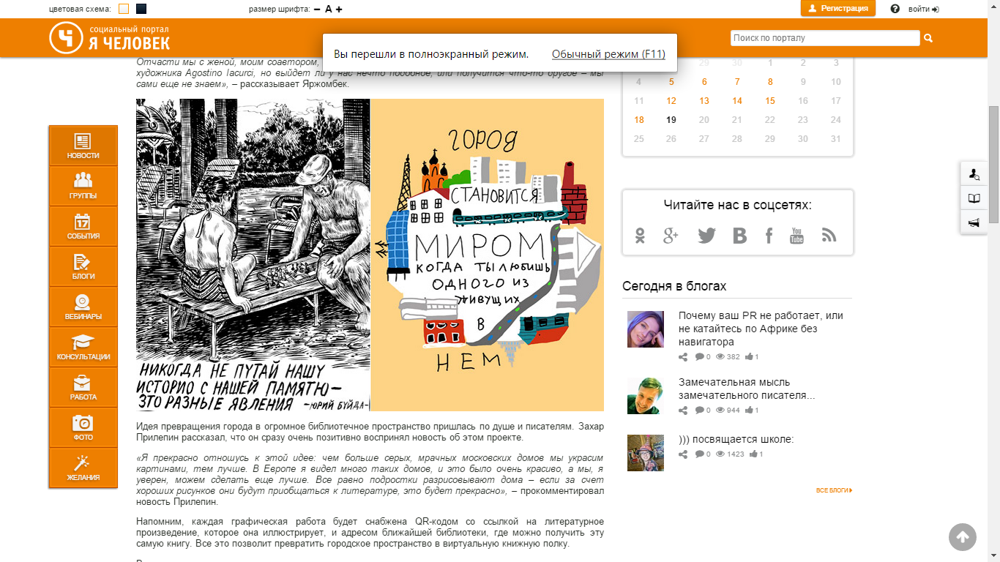 цветовая схема:
размер шрифта: − A +
Регистрация
войти
социальный портал
Я ЧЕЛОВЕК
Поиск по порталу
Вы перешли в полноэкранный режим. Обычный режим (F11)
Отчасти мы с женой, моим соавтором,
художника Agostino Iacurci, но выйдет ли у нас нечто подобное, или получится что-то другое – мы
сами еще не знаем», – рассказывает Яржомбек.
НОВОСТИ
ГРУППЫ
17
СОБЫТИЯ
БЛОГИ
ВЕБИНАРЫ
КОНСУЛЬТАЦИИ
РАБОТА
ФОТО
ЖЕЛАНИЯ
НИКОГДА НЕ ПУТАЙ НАШУ
ИСТОРИЮ С НАШЕЙ ПАМЯТЬЮ –
ЭТО РАЗНЫЕ ЯВЛЕНИЯ - ЮРИЙ БУЙДА-
ГОРОД
СТАНОВИТСЯ
МИРОМ
КОГДА ТЫ ЛЮБИШЬ
ОДНОГО ИЗ
ЖИВУЩИХ
В
НЕМ
Идея превращения города в огромное библиотечное пространство пришлась по душе и писателям. Захар
Прилепин рассказал, что он сразу очень позитивно воспринял новость об этом проекте.
«Я прекрасно отношусь к этой идее: чем больше серых, мрачных московских домов мы украсим
картинами, тем лучше. В Европе я видел много таких домов, и это было очень красиво, а мы, я
уверен, можем сделать еще лучше. Все равно подростки разрисовывают дома – если за счет
хороших рисунков они будут приобщаться к литературе, это будет прекрасно», – прокомментировал
новость Прилепин.
Напомним, каждая графическая работа будет снабжена QR-кодом со ссылкой на литературное
произведение, которое она иллюстрирует, и адресом ближайшей библиотеки, где можно получить эту
самую книгу. Все это позволит превратить городское пространство в виртуальную книжную полку.
29 30 1 2 3
4 5 6 7 8 9 10
11 12 13 14 15 16 17
18 19 20 21 22 23 24
25 26 27 28 29 30 31
Читайте нас в соцсетях:
You
Tube
Сегодня в блогах
Почему ваш PR не работает, или
не катайтесь по Африке без
навигатора
0 382 1
Замечательная мысль
замечательного писателя...
0 944 1
))) посвящается школе:
0 1423 1
ВСЕ БЛОГИ